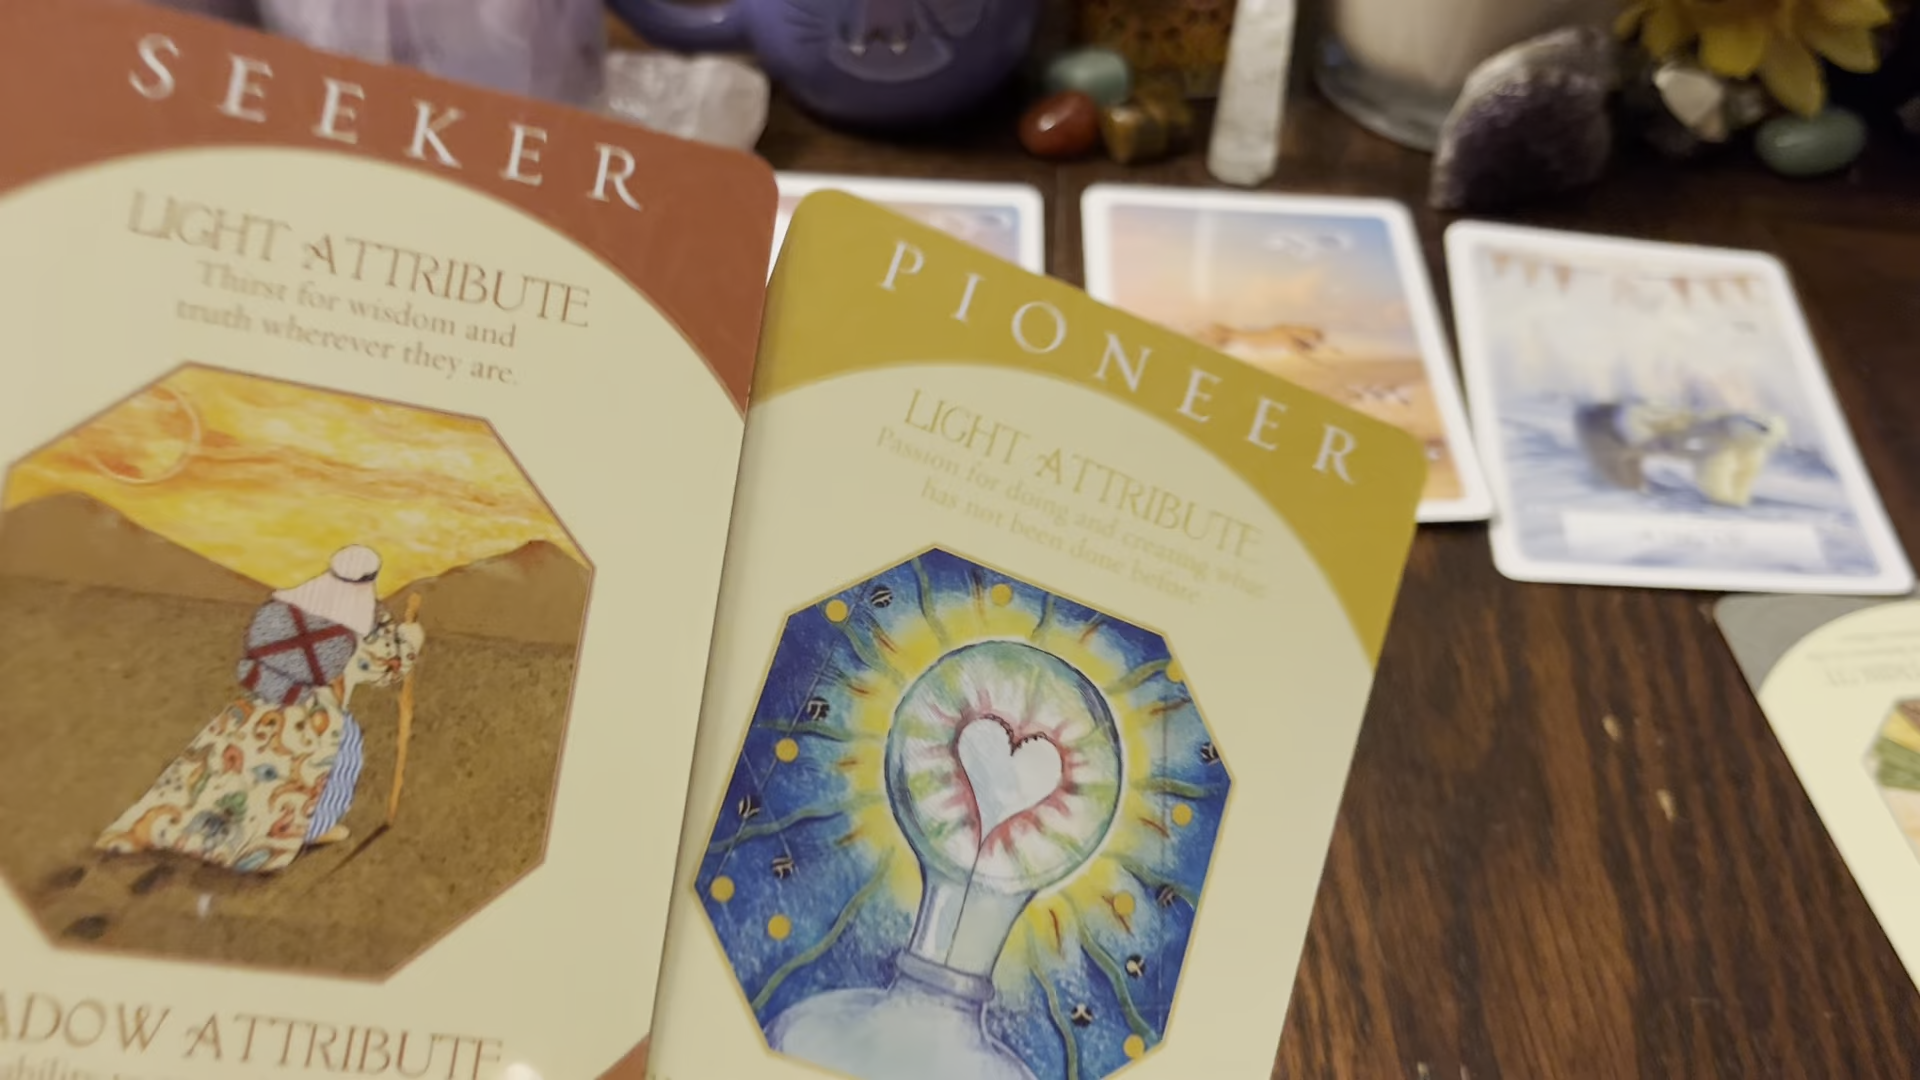 SEEKER
LIGHT ATTRIBUTE
Thirst for wisdom and
truth wherever they are.
ADOW ATTRIBUTE
PIONEER
LIGHT ATTRIBUTE
Passion for doing and creating what
has not been done before.